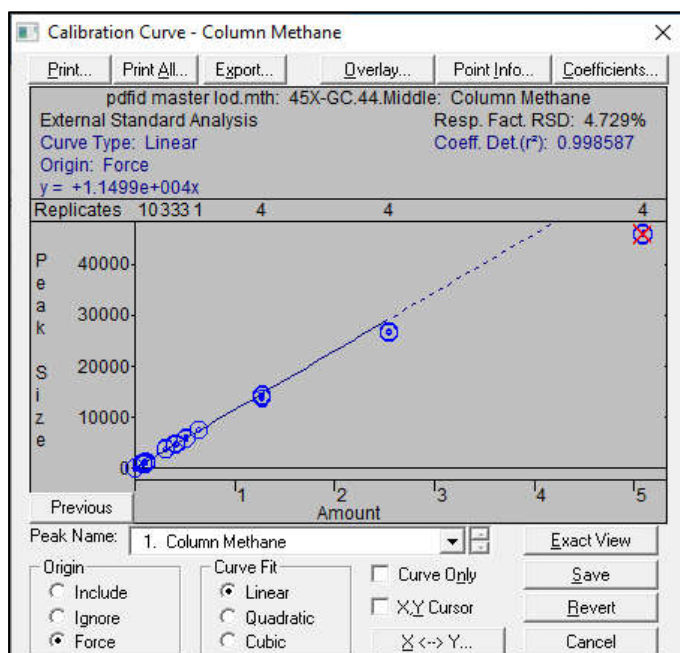 Calibration Curve - Column Methane
Print... Print All... Export... Overlay... Point Info... Coefficients...
pdfid master lod.mth: 45X-GC.44.Middle: Column Methane
External Standard Analysis Resp. Fact. RSD: 4.729%
Curve Type: Linear Coeff. Det.(r²): 0.998587
Origin: Force
y = +1.1499e+004x
Replicates 10 3 3 3 1 4 4 4
Peak Size
40000
30000
20000
10000
0
1 2 3 4 5
Previous Amount
Peak Name: 1. Column Methane Exact View
Origin Curve Fit Curve Only Save
Include Linear
Ignore Quadratic X,Y Cursor Revert
Force Cubic X <--> Y... Cancel